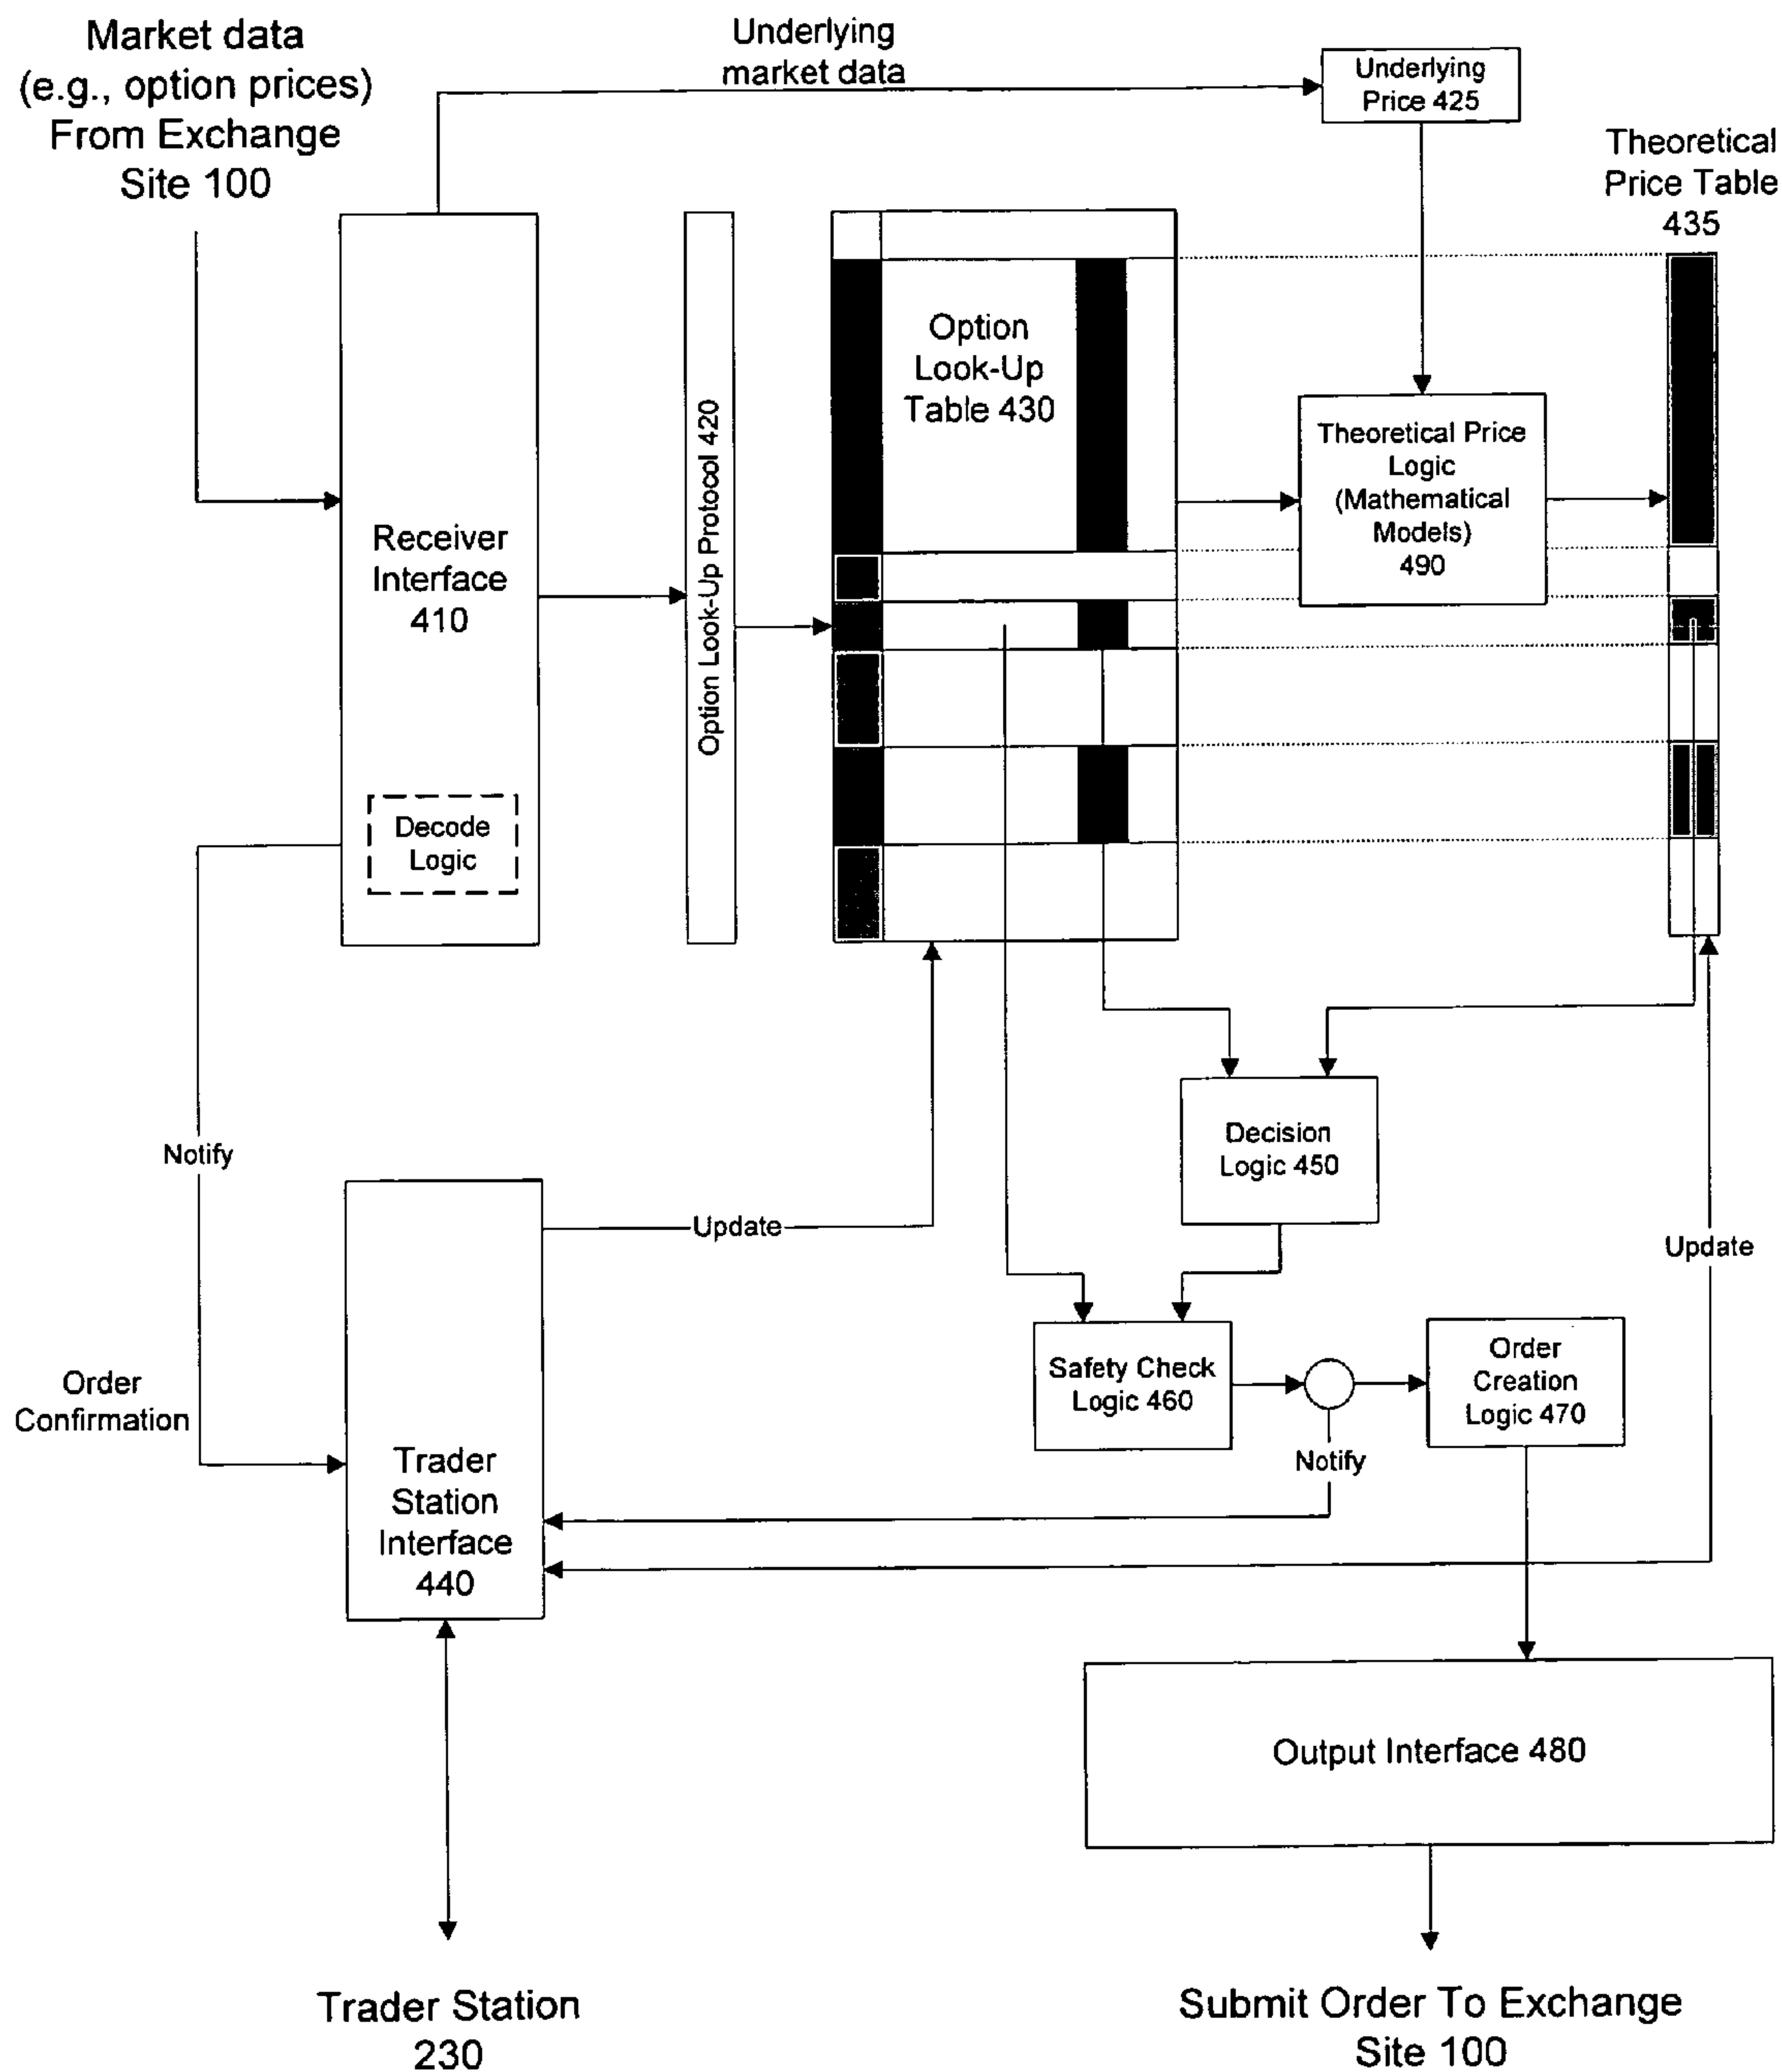 Market data
(e.g., option prices)
From Exchange
Site 100
Underlying
market data
Underlying
Price 425
Theoretical
Price Table
435
Receiver
Interface
410
Decode
Logic
Option Look-Up Protocol 420
Option
Look-Up
Table 430
Theoretical Price
Logic
(Mathematical
Models)
490
Notify
Update
Decision
Logic 450
Update
Order
Confirmation
Trader
Station
Interface
440
Safety Check
Logic 460
Notify
Order
Creation
Logic 470
Output Interface 480
Trader Station
230
Submit Order To Exchange
Site 100